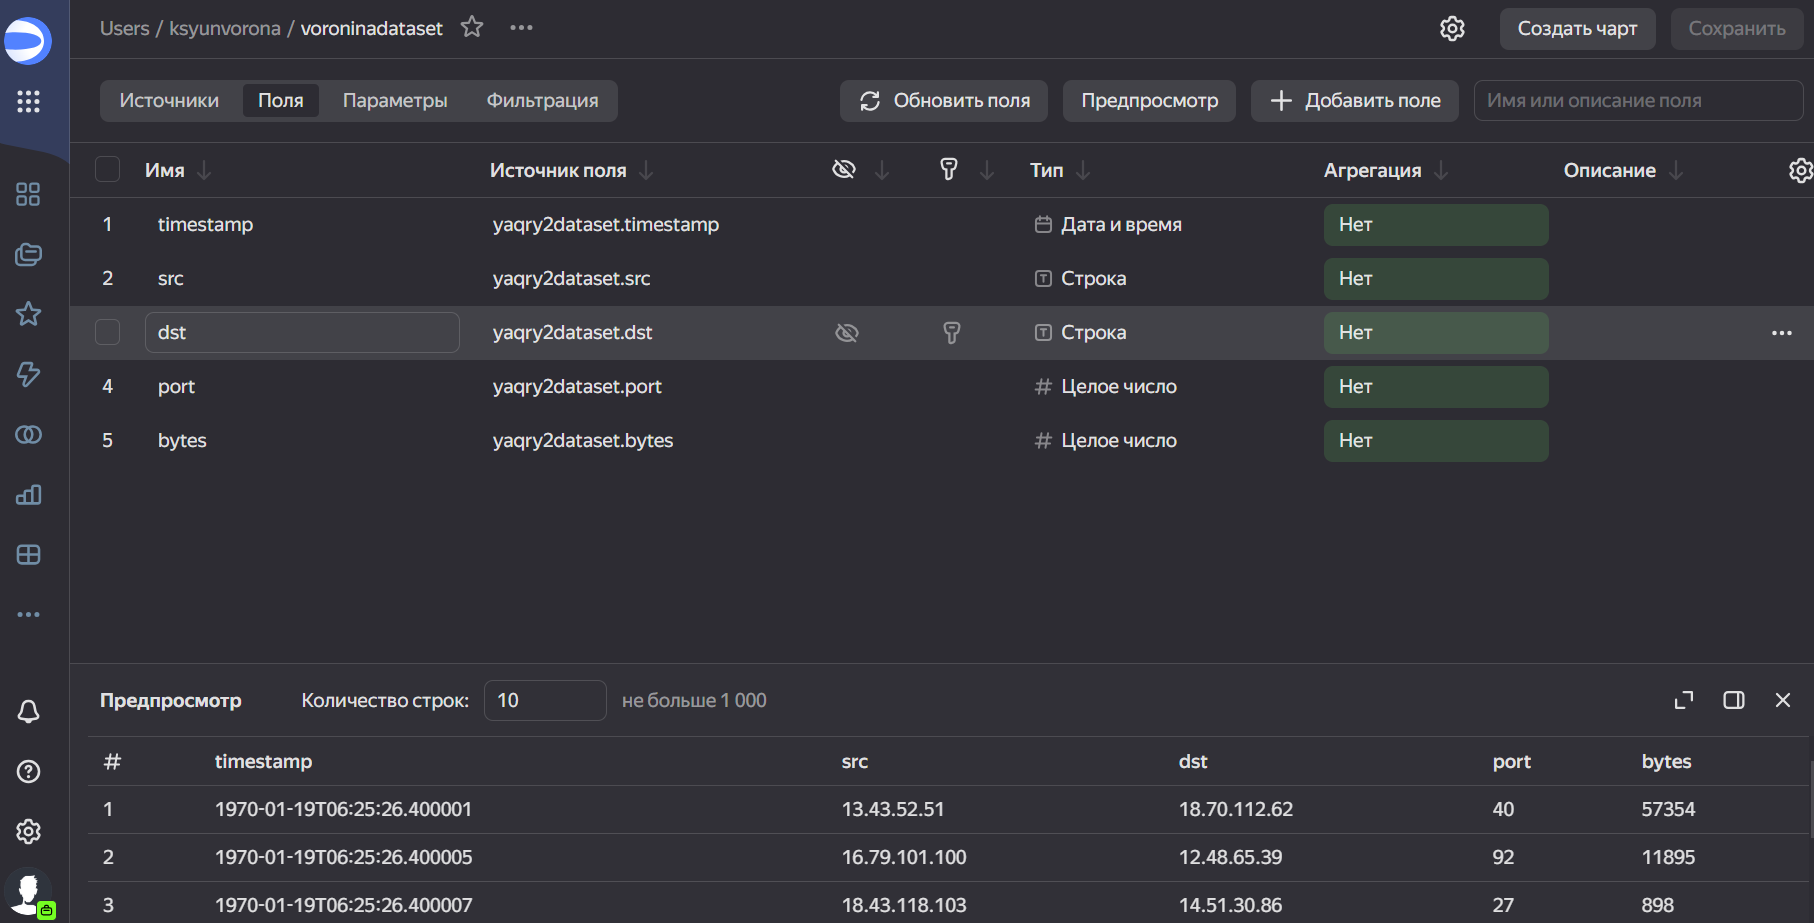 Users / ksyunvorona / voroninadataset
Создать чарт
Сохранить
Источники Поля Параметры Фильтрация
Обновить поля
Предпросмотр
Добавить поле
Имя или описание поля
Имя Источник поля Тип Агрегация Описание
1 timestamp yaqry2dataset.timestamp Дата и время Нет
2 src yaqry2dataset.src Строка Нет
dst yaqry2dataset.dst Строка Нет
4 port yaqry2dataset.port Целое число Нет
5 bytes yaqry2dataset.bytes Целое число Нет
Предпросмотр Количество строк: 10 не больше 1 000
# timestamp src dst port bytes
1 1970-01-19T06:25:26.400001 13.43.52.51 18.70.112.62 40 57354
2 1970-01-19T06:25:26.400005 16.79.101.100 12.48.65.39 92 11895
3 1970-01-19T06:25:26.400007 18.43.118.103 14.51.30.86 27 898